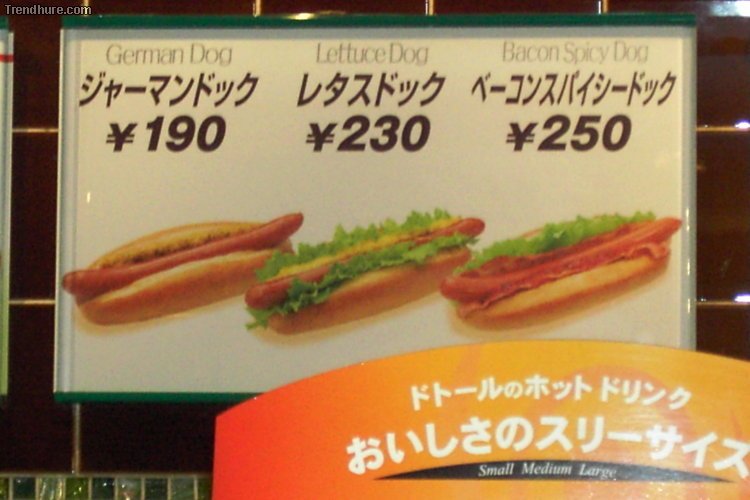 Trendhure.com
German Dog
ジャーマンドック
￥190
Lettuce Dog
レタスドック
￥230
Bacon Spicy Dog
ベーコンスパイシードック
￥250
ドトールのホットドリンク
おいしさのスリーサイズ
Small Medium Large